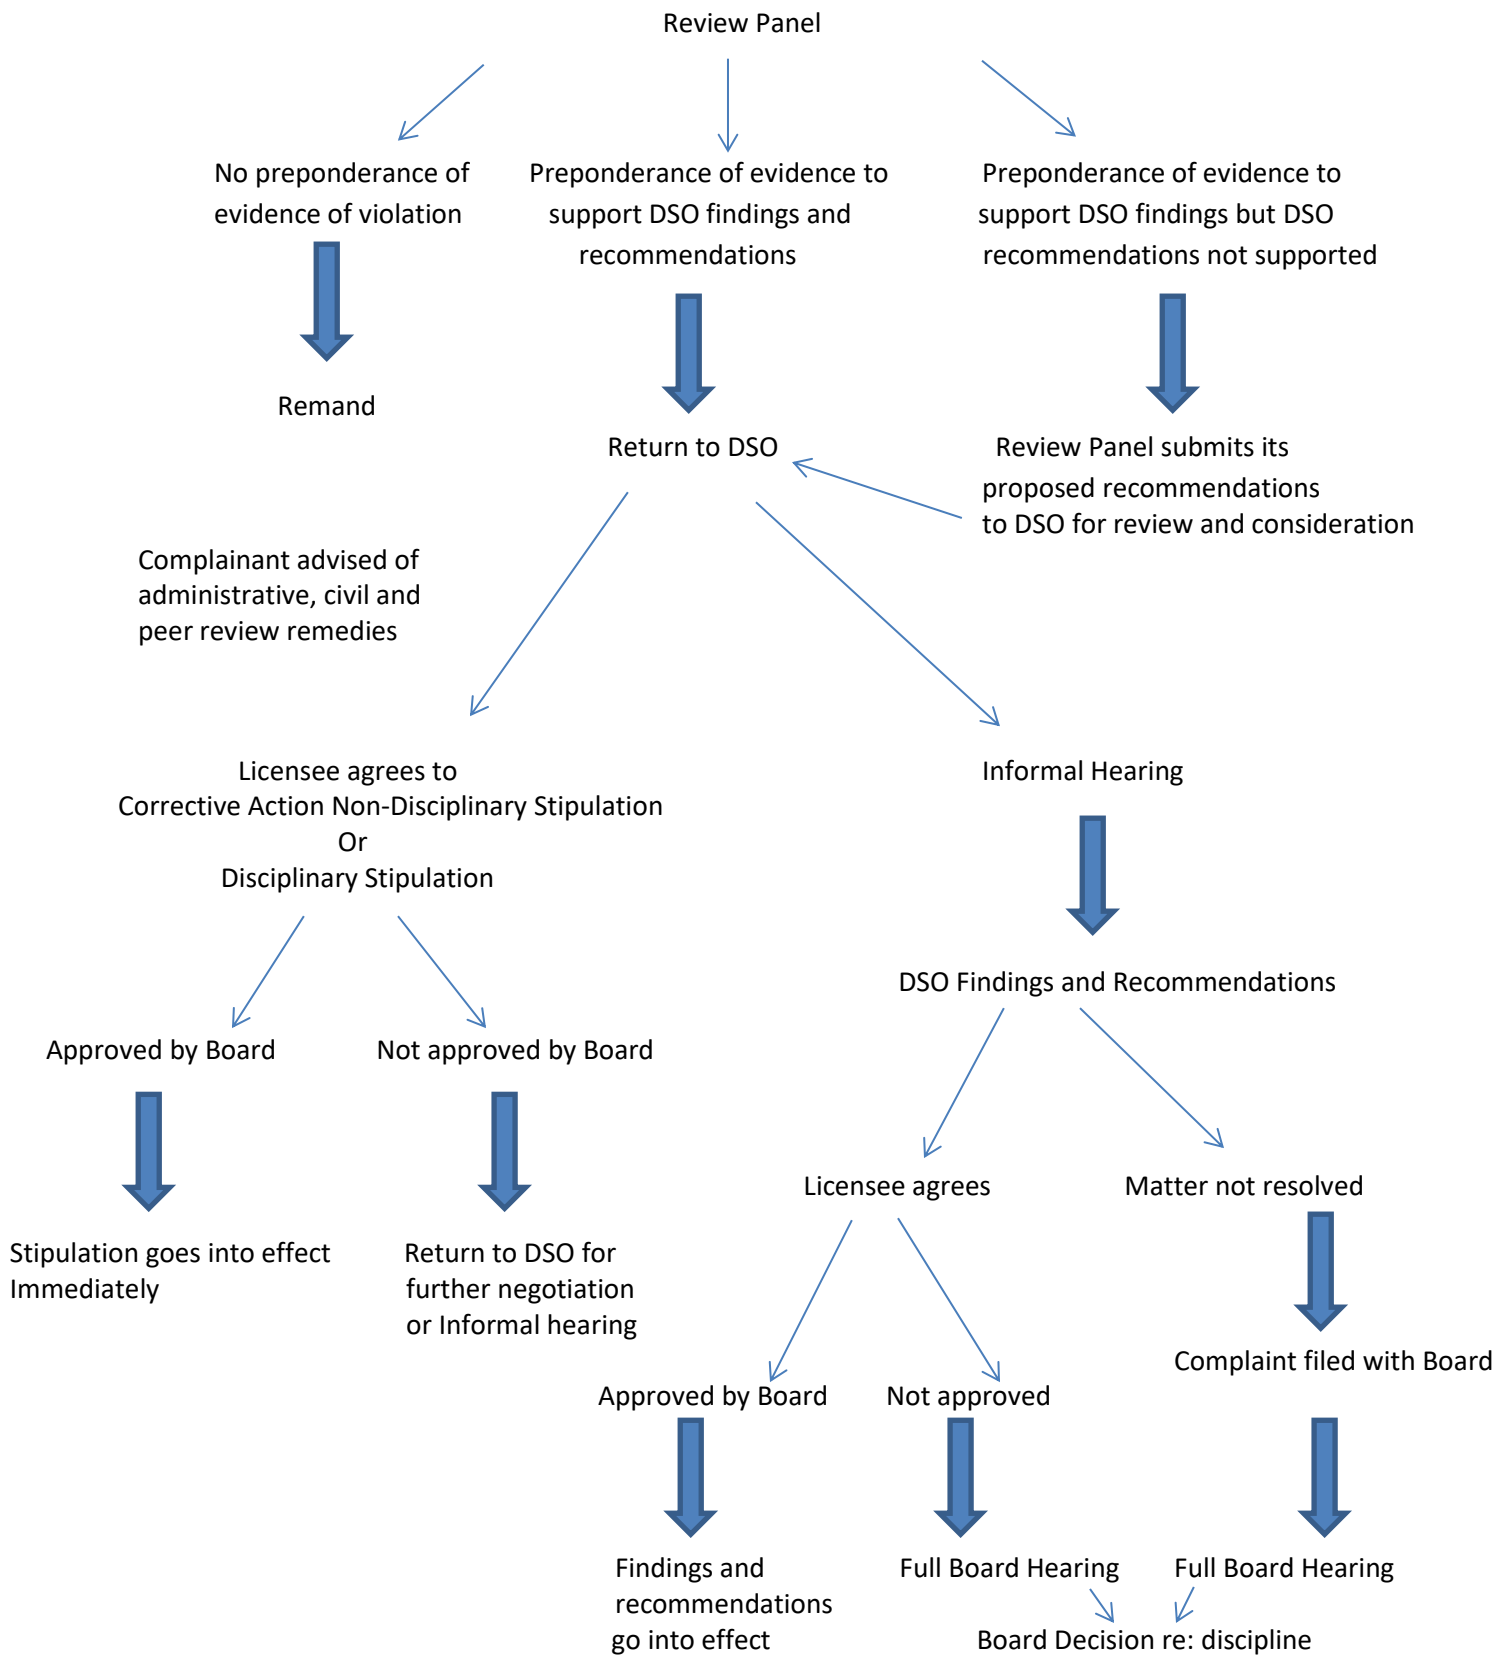 Review Panel
No preponderance of
evidence of violation
Preponderance of evidence to
support DSO findings and
recommendations
Preponderance of evidence to
support DSO findings but DSO
recommendations not supported
Remand
Return to DSO
Review Panel submits its
proposed recommendations
to DSO for review and consideration
Complainant advised of
administrative, civil and
peer review remedies
Licensee agrees to
Corrective Action Non-Disciplinary Stipulation
Or
Disciplinary Stipulation
Informal Hearing
DSO Findings and Recommendations
Approved by Board
Not approved by Board
Licensee agrees
Matter not resolved
Stipulation goes into effect
Immediately
Return to DSO for
further negotiation
or Informal hearing
Complaint filed with Board
Approved by Board
Not approved
Findings and
recommendations
go into effect
Full Board Hearing
Full Board Hearing
Board Decision re: discipline